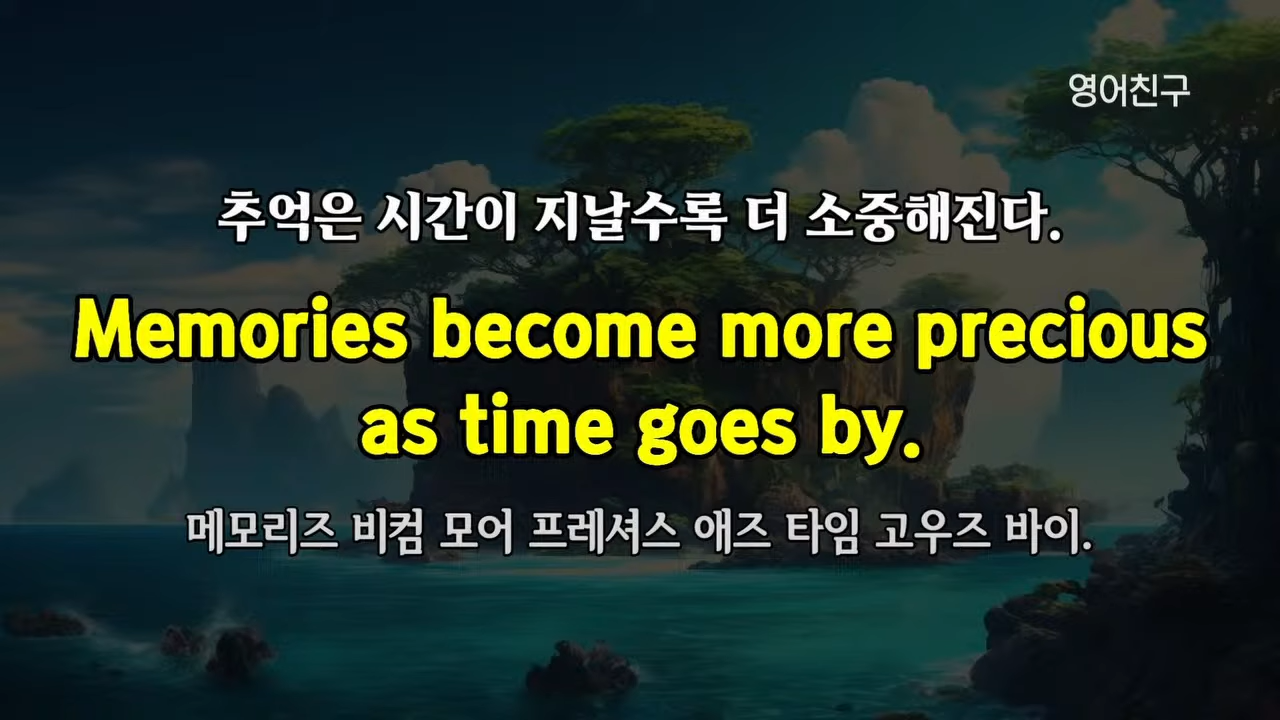 영어친구
추억은 시간이 지날수록 더 소중해진다.
Memories become more precious
as time goes by.
메모리즈 비컴 모어 프레셔스 애즈 타임 고우즈 바이.